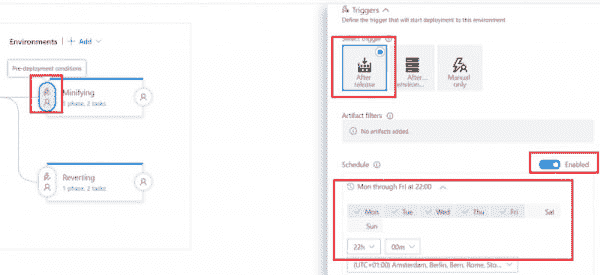 Environments | + Add
Pre-deployment conditions
Minifying
1 phase, 2 tasks
Reverting
1 phase, 2 tasks
Triggers
Define the trigger that will start deployment to this environment
Select trigger
After release
After... environ...
Manual only
Artifact filters
No artifacts added.
Schedule
Enabled
Mon through Fri at 22:00
Mon Tue Wed Thu Fri Sat
Sun
22h 00m
(UTC+01:00) Amsterdam, Berlin, Bern, Rome, Sto...